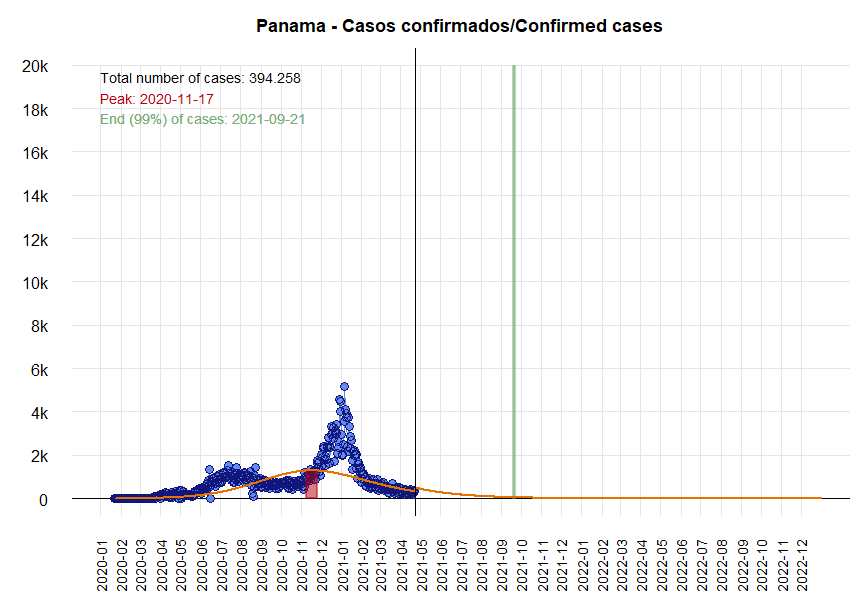 Panama - Casos confirmados/Confirmed cases
20k
18k
16k
14k
12k
10k
8k
6k
4k
2k
0
Total number of cases: 394.258
Peak: 2020-11-17
End (99%) of cases: 2021-09-21
2020-01
2020-02
2020-03
2020-04
2020-05
2020-06
2020-07
2020-08
2020-09
2020-10
2020-11
2020-12
2021-01
2021-02
2021-03
2021-04
2021-05
2021-06
2021-07
2021-08
2021-09
2021-10
2021-11
2021-12
2022-01
2022-02
2022-03
2022-04
2022-05
2022-06
2022-07
2022-08
2022-09
2022-10
2022-11
2022-12